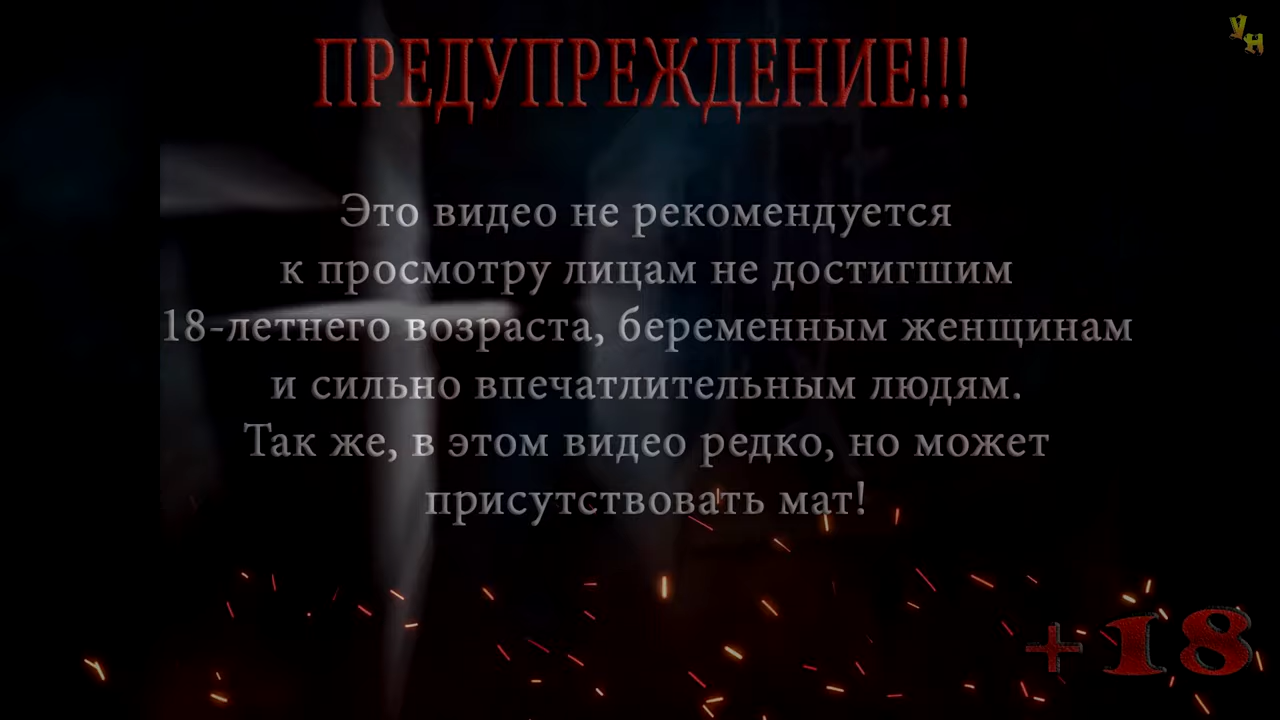 УН
ПРЕДУПРЕЖДЕНИЕ!!!
Это видео не рекомендуется
к просмотру лицам не достигшим
18-летнего возраста, беременным женщинам
и сильно впечатлительным людям.
Так же, в этом видео редко, но может
присутствовать мат!
+18